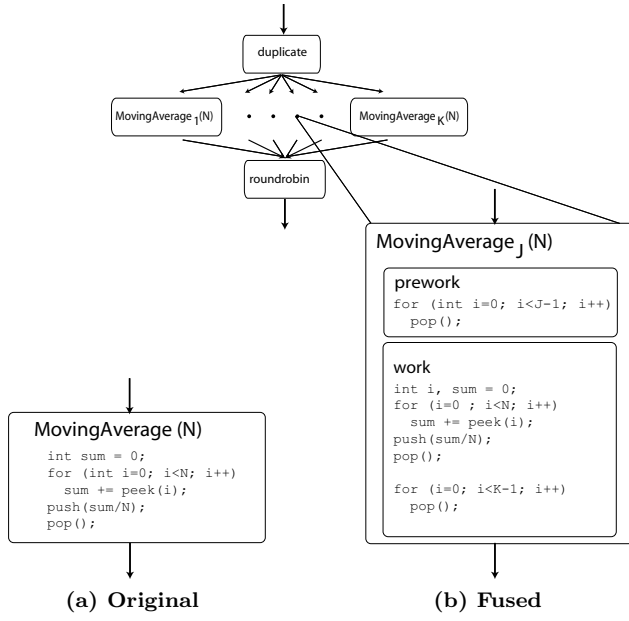 duplicate
MovingAverage 1(N)
MovingAverage K(N)
roundrobin
MovingAverage J (N)
prework
for (int i=0; i<J-1; i++)
pop();
work
int i, sum = 0;
for (i=0 ; i<N; i++)
sum += peek(i);
push(sum/N);
pop();
for (i=0; i<K-1; i++)
pop();
MovingAverage (N)
int sum = 0;
for (int i=0; i<N; i++)
sum += peek(i);
push(sum/N);
pop();
(a) Original
(b) Fused